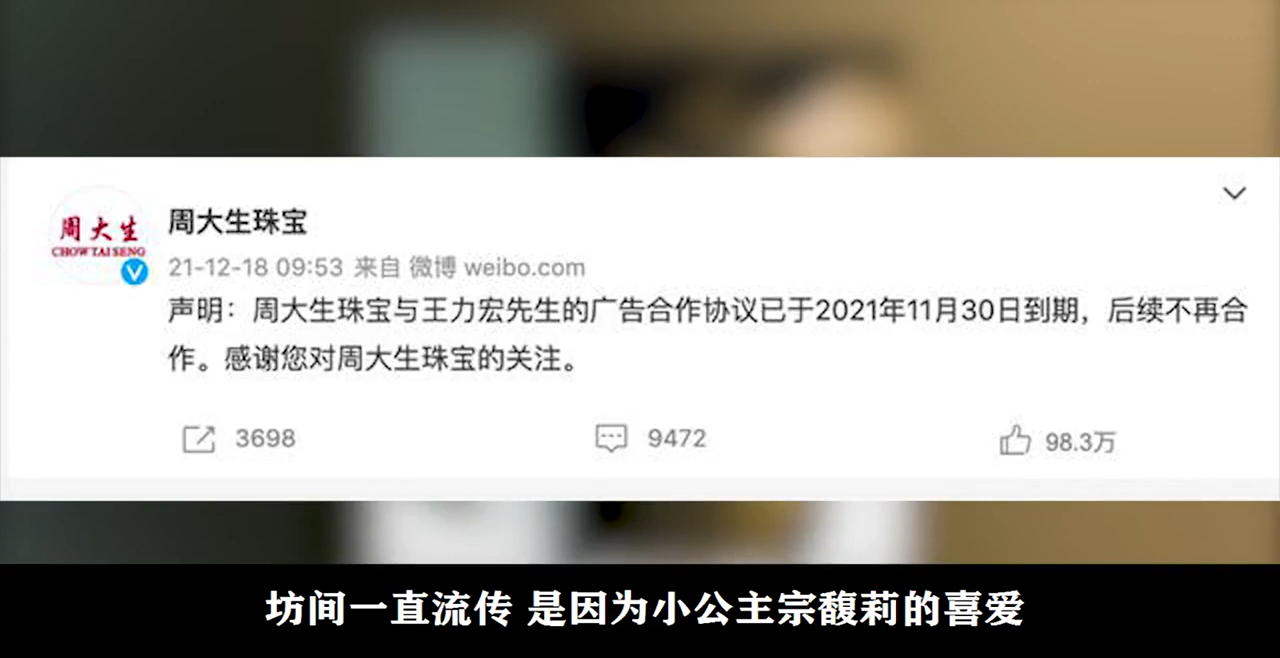 周大生珠宝
周大生
CHOW TAI SENG
21-12-18 09:53 来自 微博 weibo.com
声明：周大生珠宝与王力宏先生的广告合作协议已于2021年11月30日到期，后续不再合
作。感谢您对周大生珠宝的关注。
3698 9472 98.3万
坊间一直流传 是因为小公主宗馥莉的喜爱